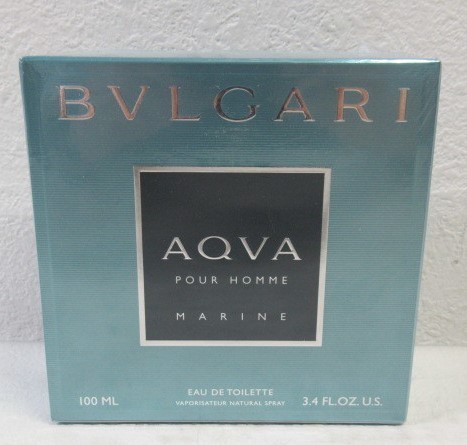 BVLGARI
AQVA
POUR HOMME
MARINE
EAU DE TOILETTE
100 ML VAPORISATEUR NATURAL SPRAY 3.4 FL.OZ. U.S.